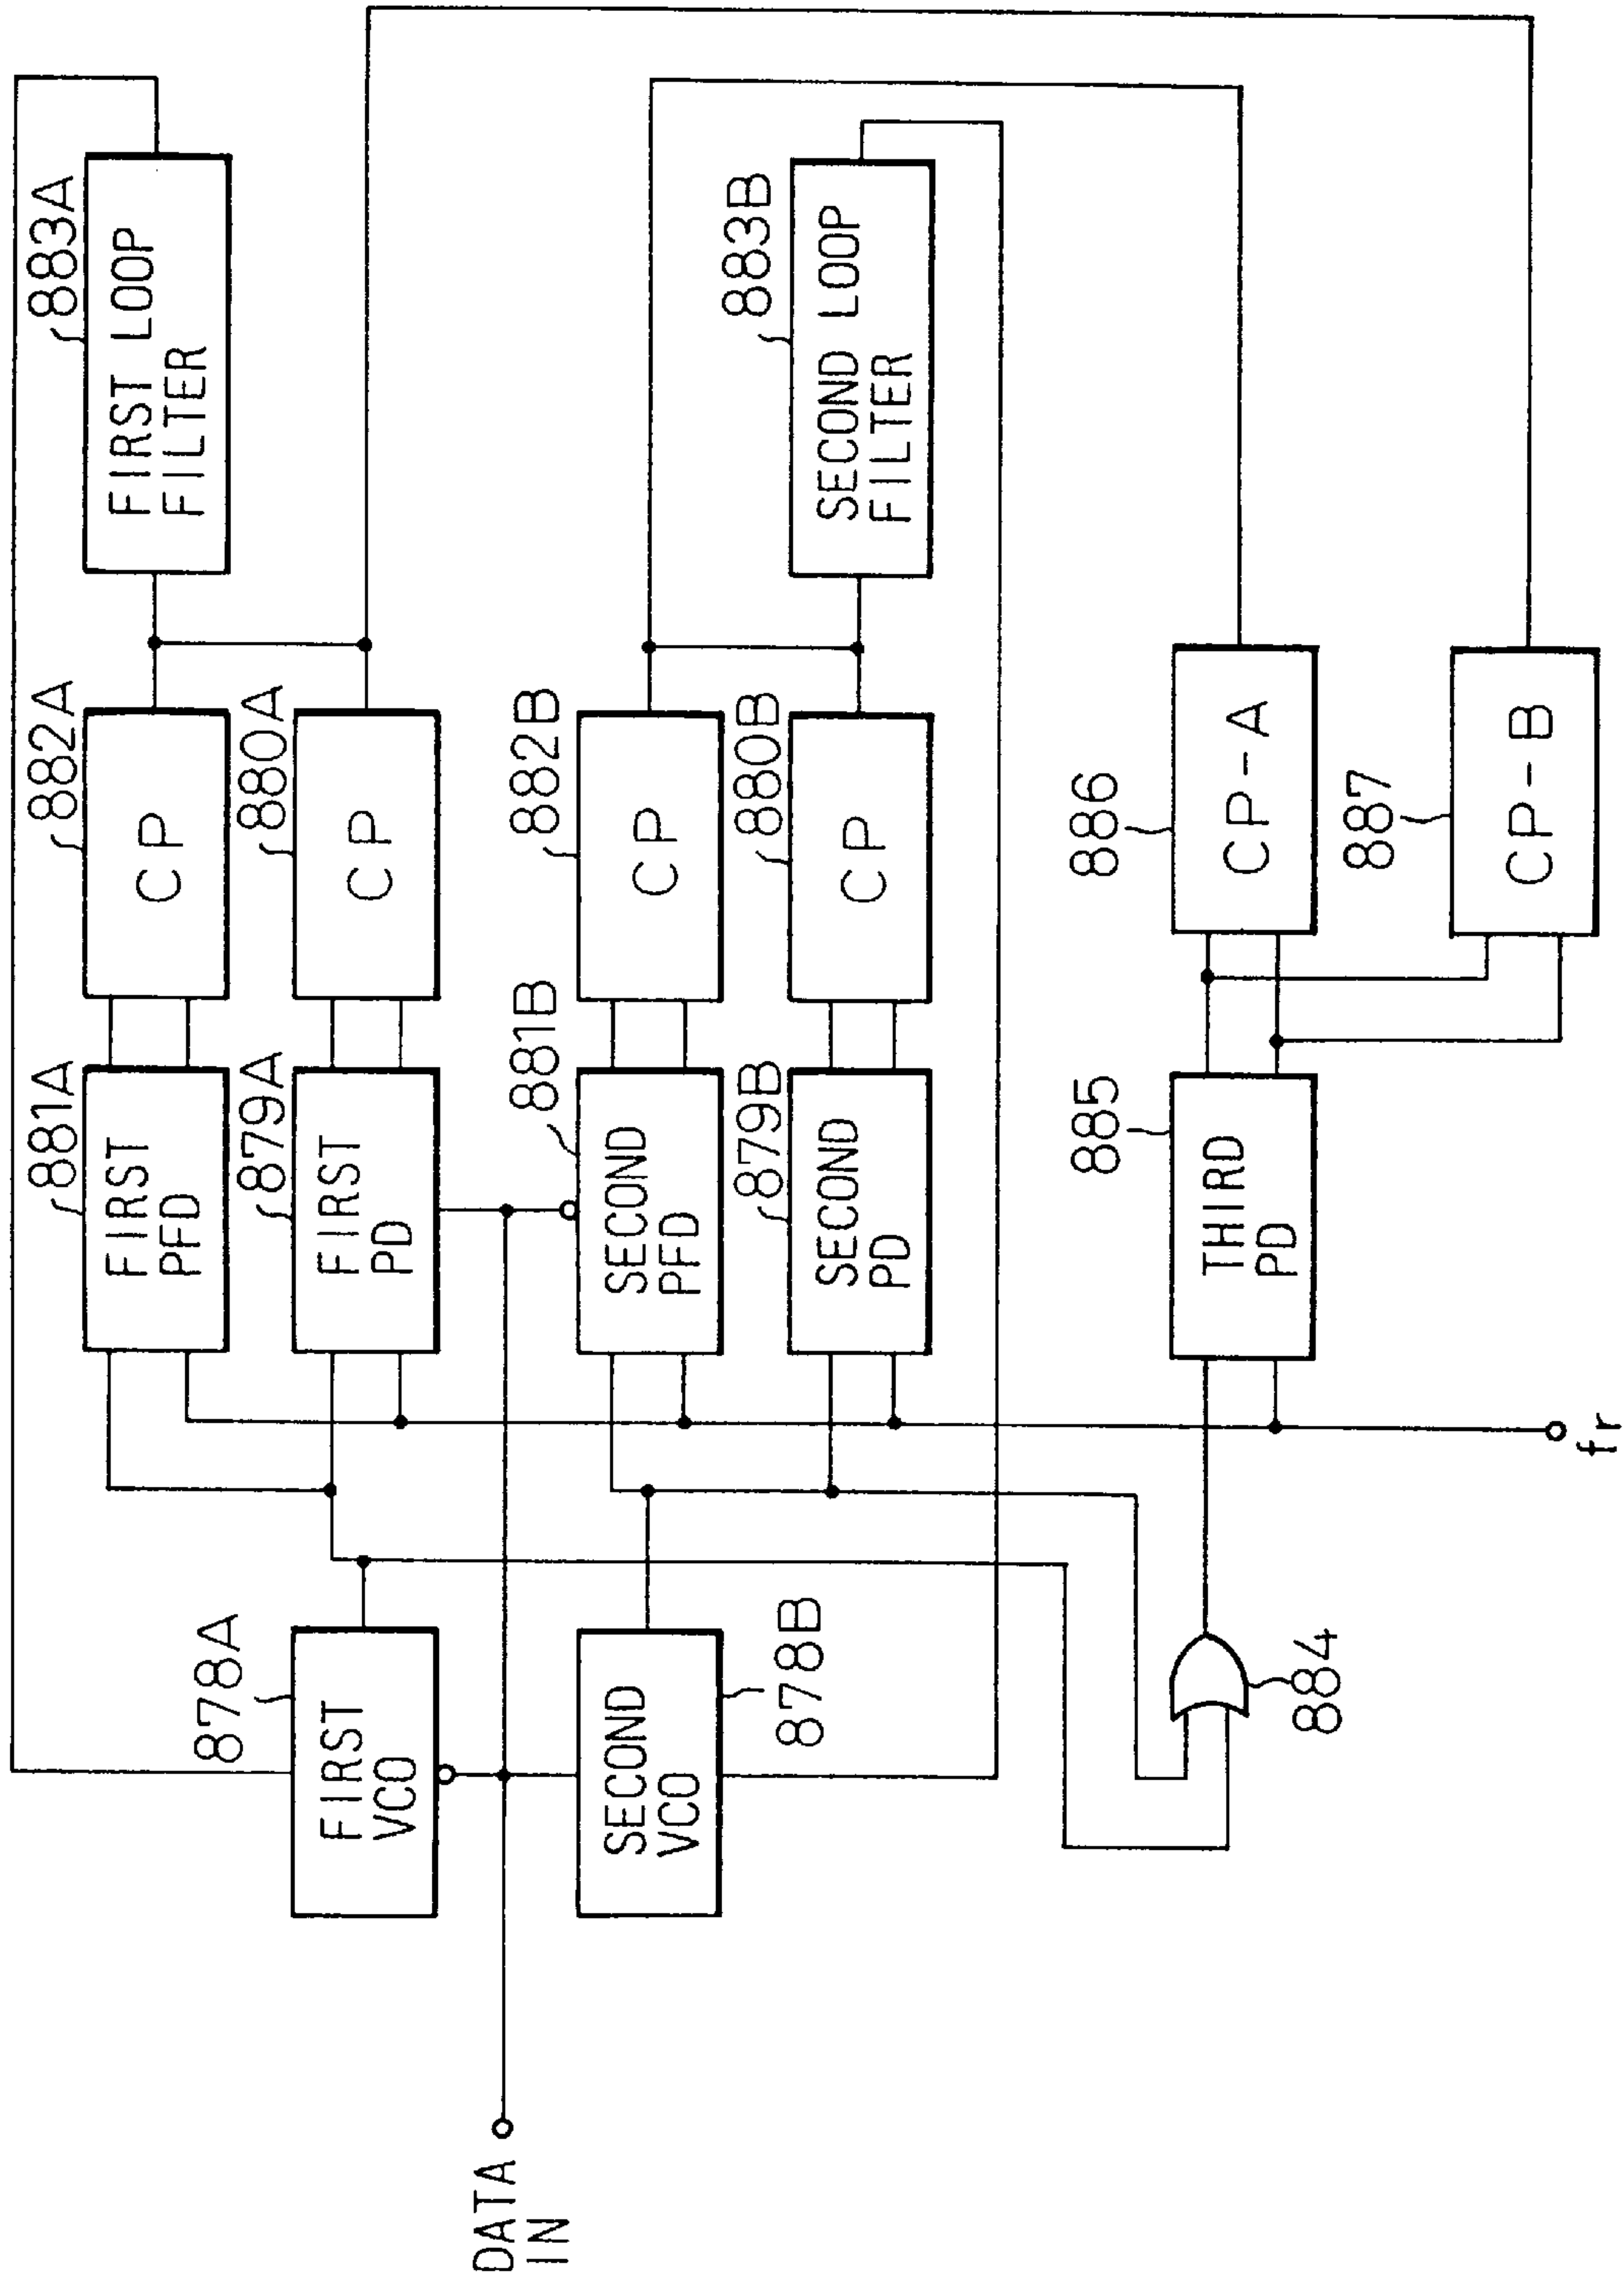 883A
FIRST LOOP
FILTER
882A
CP
880A
CP
881A
FIRST
PFD
879A
FIRST
PD
883B
SECOND LOOP
FILTER
882B
CP
880B
CP
881B
SECOND
PFD
879B
SECOND
PD
878A
FIRST
VCO
878B
SECOND
VCO
DATA
IN
886
CP-A
887
CP-B
885
THIRD
PD
884
fr